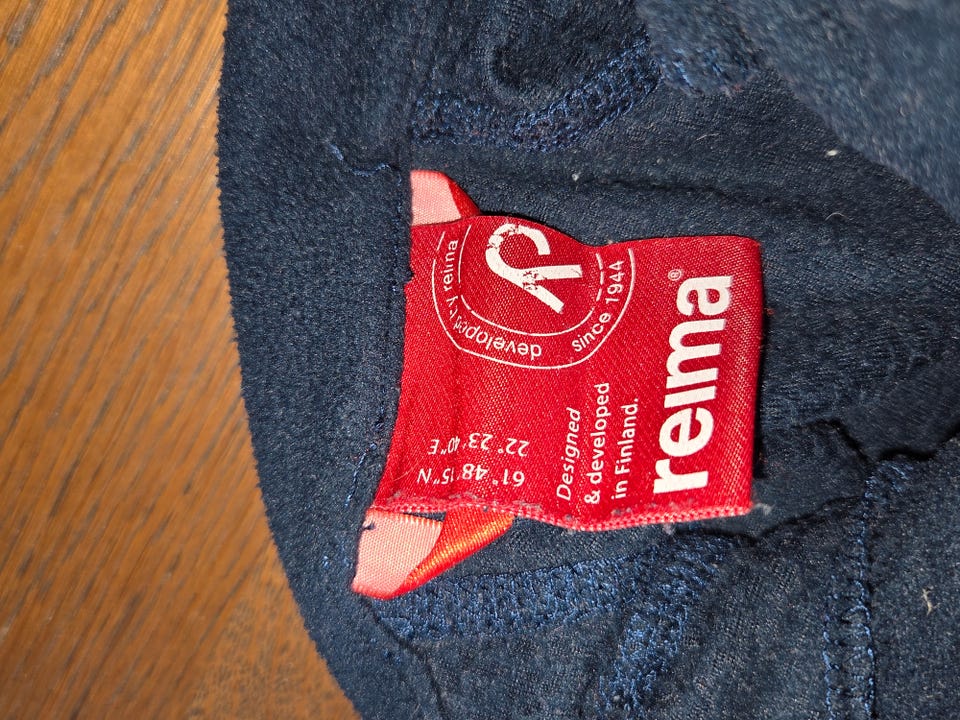 reima®
Designed
& developed
in Finland.
61° 48' 15" N
22° 23' 40" E
developed by reima
since 1944